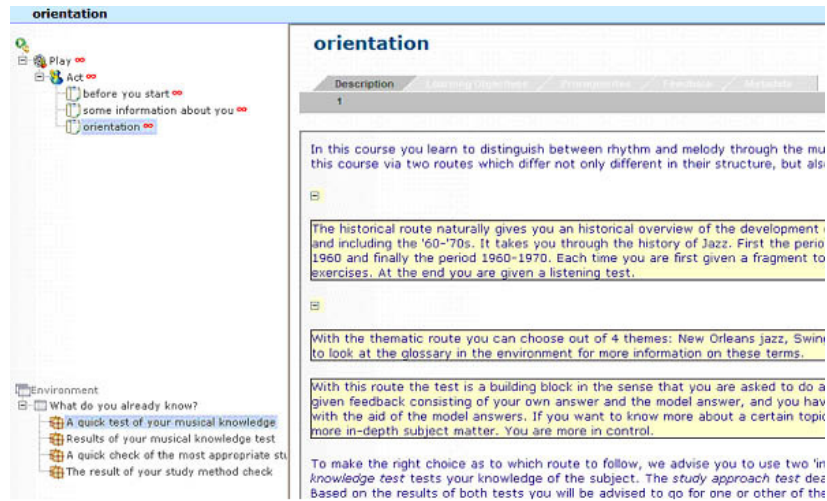 orientation
Play
Act
before you start
some information about you
orientation
Environment
What do you already know?
A quick test of your musical knowledge
Results of your musical knowledge test
A quick check of the most appropriate stu
The result of your study method check
orientation
Description Learning Objectives Prerequisites Feedback Metadata
1
In this course you learn to distinguish between rhythm and melody through the mu
this course via two routes which differ not only different in their structure, but als
The historical route naturally gives you an historical overview of the development
and including the '60-'70s. It takes you through the history of Jazz. First the perio
1960 and finally the period 1960-1970. Each time you are first given a fragment to
exercises. At the end you are given a listening test.
With the thematic route you can choose out of 4 themes: New Orleans jazz, Swing
to look at the glossary in the environment for more information on these terms.
With this route the test is a building block in the sense that you are asked to do a
given feedback consisting of your own answer and the model answer, and you hav
with the aid of the model answers. If you want to know more about a certain topic
more in-depth subject matter. You are more in control.
To make the right choice as to which route to follow, we advise you to use two 'in
knowledge test tests your knowledge of the subject. The study approach test dea
Based on the results of both tests you will be advised to go for one or other of the